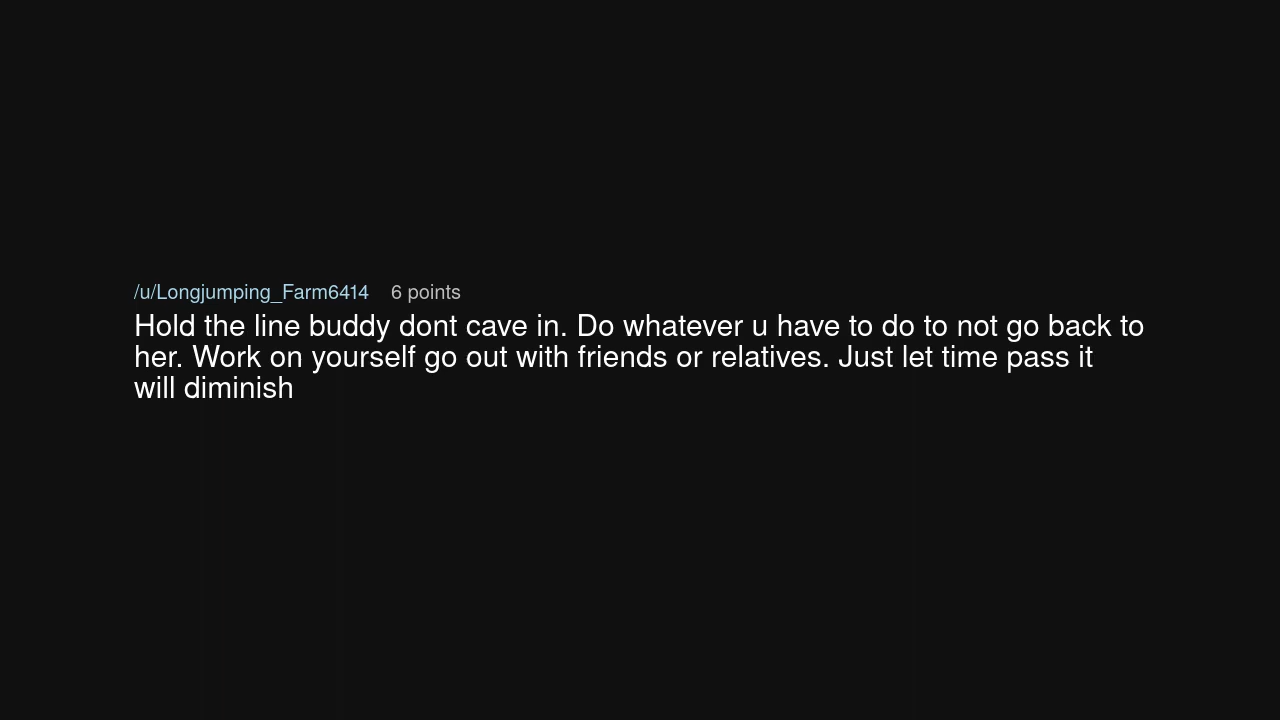 /u/Longjumping_Farm6414 6 points
Hold the line buddy dont cave in. Do whatever u have to do to not go back to
her. Work on yourself go out with friends or relatives. Just let time pass it
will diminish